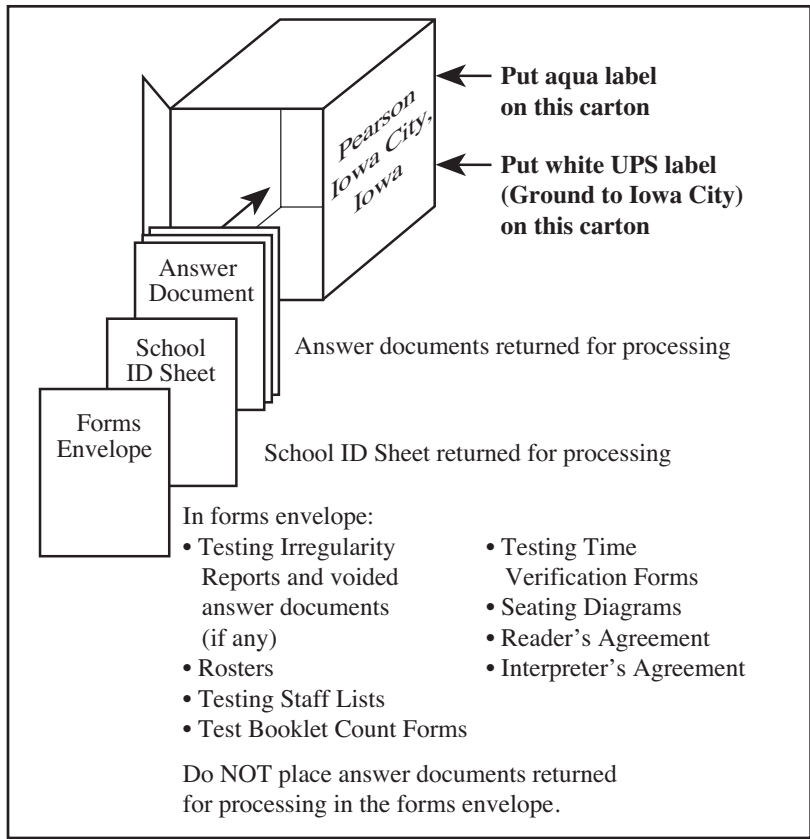 Put aqua label
on this carton
Pearson
Iowa City,
Iowa
Put white UPS label
(Ground to Iowa City)
on this carton
Answer
Document
Answer documents returned for processing
School
ID Sheet
School ID Sheet returned for processing
Forms
Envelope
In forms envelope:
• Testing Irregularity
Reports and voided
answer documents
(if any)
• Rosters
• Testing Staff Lists
• Test Booklet Count Forms
• Testing Time
Verification Forms
• Seating Diagrams
• Reader’s Agreement
• Interpreter’s Agreement
Do NOT place answer documents returned
for processing in the forms envelope.